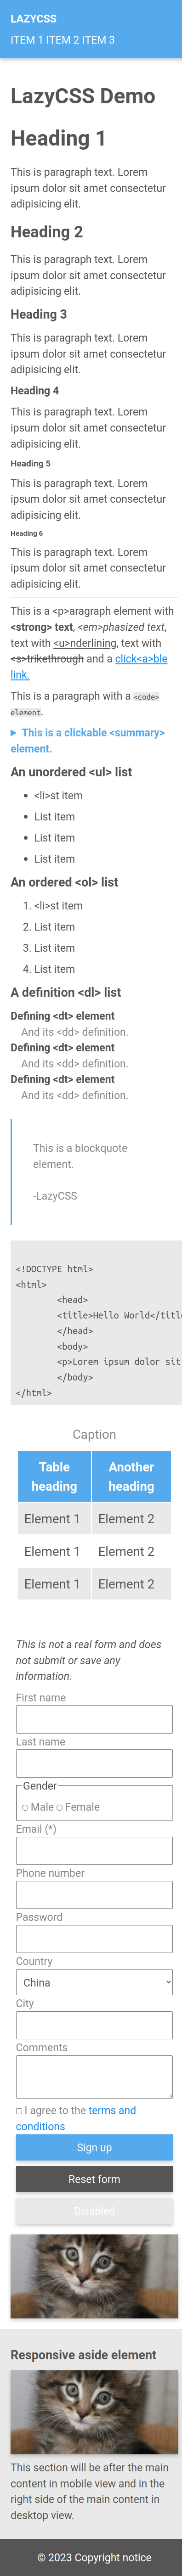 LAZYCSS
ITEM 1 ITEM 2 ITEM 3
LazyCSS Demo
Heading 1
This is paragraph text. Lorem
ipsum dolor sit amet consectetur
adipisicing elit.
Heading 2
This is paragraph text. Lorem
ipsum dolor sit amet consectetur
adipisicing elit.
Heading 3
This is paragraph text. Lorem
ipsum dolor sit amet consectetur
adipisicing elit.
Heading 4
This is paragraph text. Lorem
ipsum dolor sit amet consectetur
adipisicing elit.
Heading 5
This is paragraph text. Lorem
ipsum dolor sit amet consectetur
adipisicing elit.
Heading 6
This is paragraph text. Lorem
ipsum dolor sit amet consectetur
adipisicing elit.
This is a <p>aragraph element with
<strong> text, <em>phasized text,
text with <u>nderlining, text with
<s>trikethrough and a click<a>ble
link.
This is a paragraph with a <code>
element.
This is a clickable <summary>
element.
An unordered <ul> list
• <li>st item
• List item
• List item
• List item
An ordered <ol> list
1. <li>st item
2. List item
3. List item
4. List item
A definition <dl> list
Defining <dt> element
And its <dd> definition.
Defining <dt> element
And its <dd> definition.
Defining <dt> element
And its <dd> definition.
This is a blockquote
element.
-LazyCSS
<!DOCTYPE html>
<html>
<head>
<title>Hello World</title
</head>
<body>
<p>Lorem ipsum dolor sit
</body>
</html>
Caption
Table heading Another heading
Element 1 Element 2
Element 1 Element 2
Element 1 Element 2
This is not a real form and does
not submit or save any
information.
First name
Last name
Gender
Male Female
Email (*)
Phone number
Password
Country
China
City
Comments
I agree to the terms and
conditions
Sign up
Reset form
Disabled
Responsive aside element
This section will be after the main
content in mobile view and in the
right side of the main content in
desktop view.
© 2023 Copyright notice